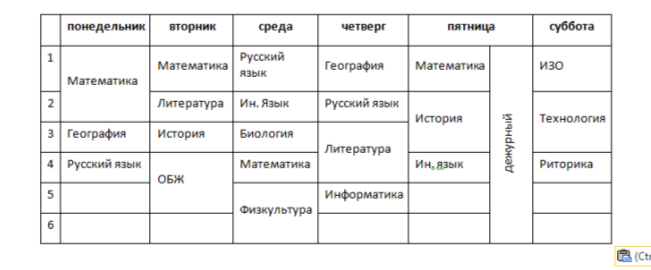 понедельник вторник среда четверг пятница суббота
1 Математика Математика Русский язык География Математика дежурный ИЗО
2 Литература Ин. Язык Русский язык История Технология
3 География История Биология Литература
4 Русский язык ОБЖ Математика Ин. язык Риторика
5 Физкультура Информатика
6
(Ctr